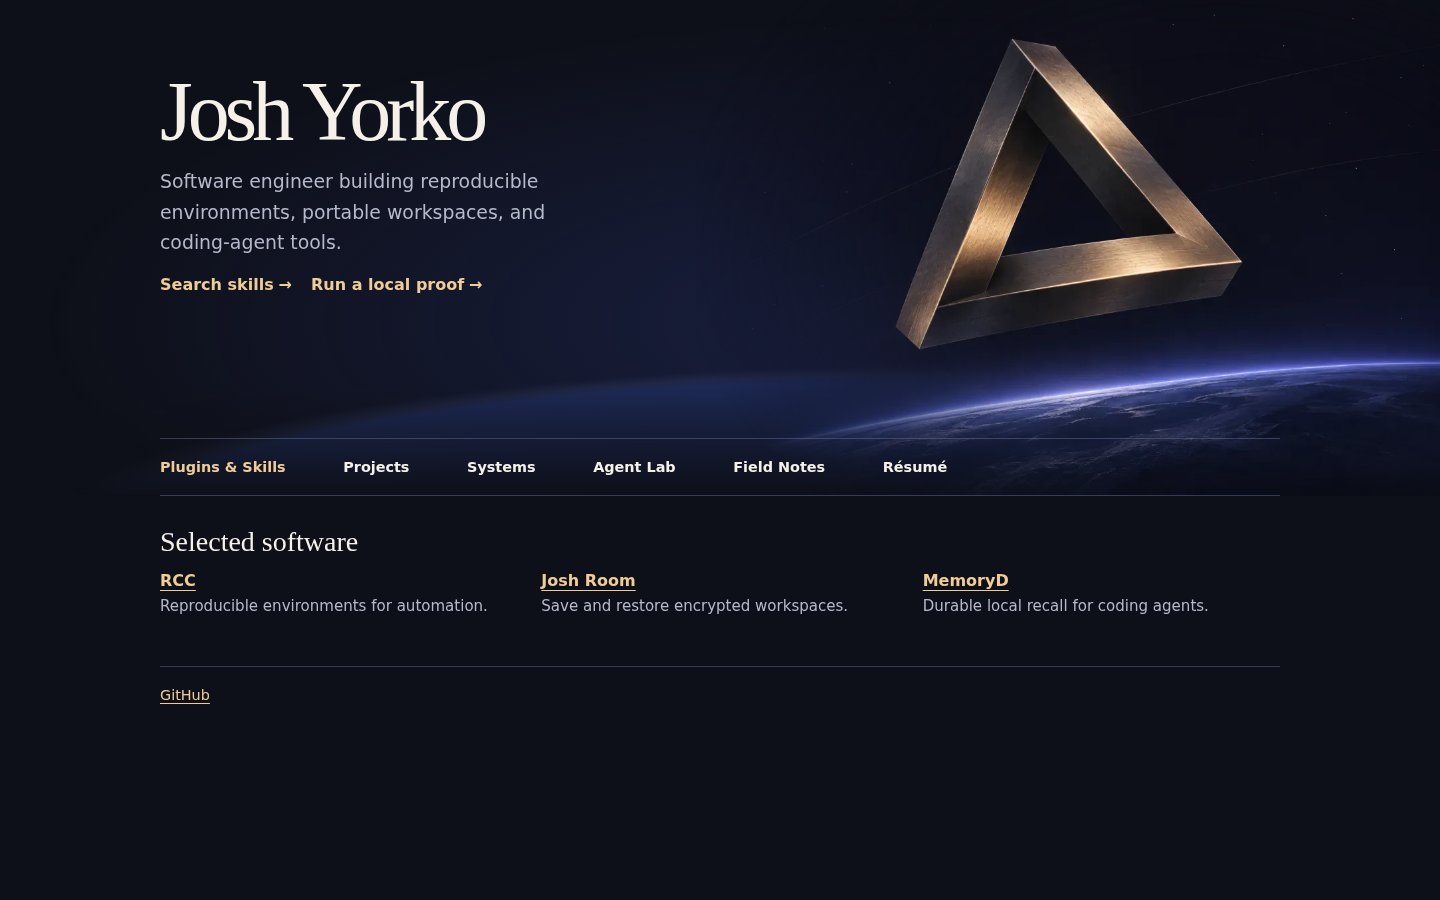 Josh Yorko
Software engineer building reproducible
environments, portable workspaces, and
coding-agent tools.
Search skills → Run a local proof →
Plugins & Skills Projects Systems Agent Lab Field Notes Résumé
Selected software
RCC Josh Room MemoryD
Reproducible environments for automation. Save and restore encrypted workspaces. Durable local recall for coding agents.
GitHub